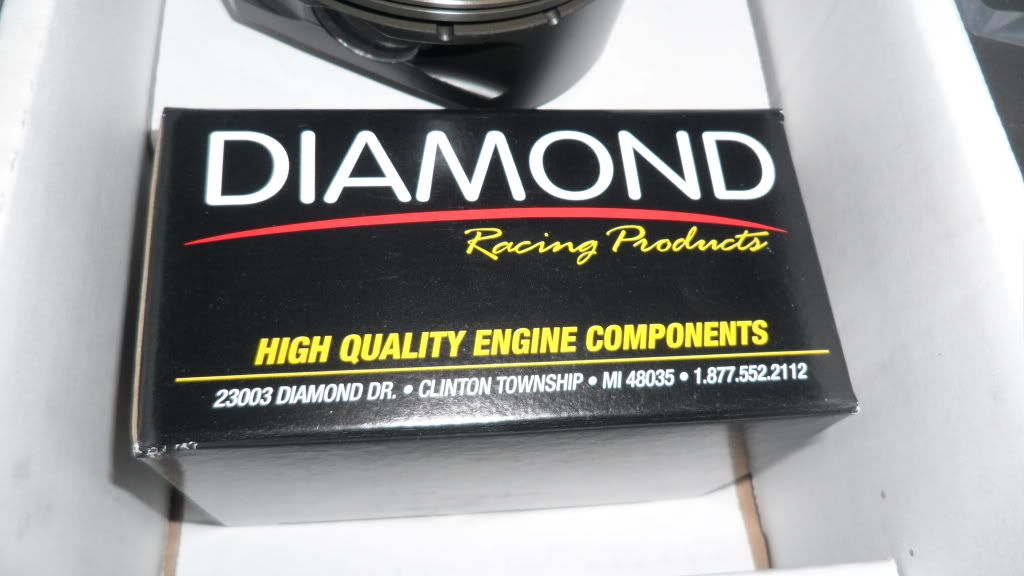 DIAMOND
Racing Products
HIGH QUALITY ENGINE COMPONENTS
23003 DIAMOND DR. • CLINTON TOWNSHIP • MI 48035 • 1.877.552.2112